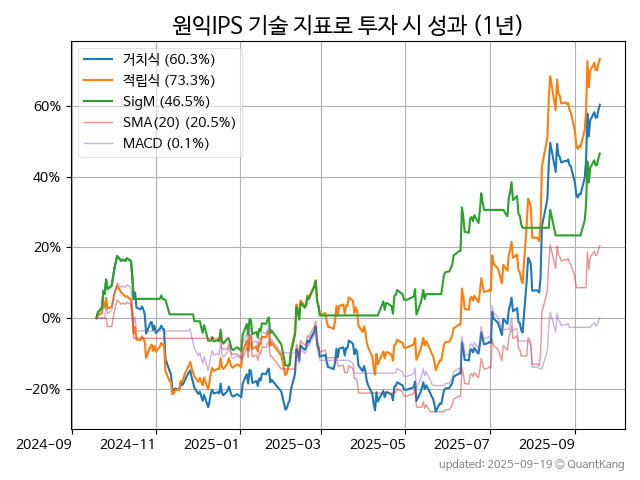 원익IPS 기술 지표로 투자 시 성과 (1년)
거치식 (60.3%)
적립식 (73.3%)
SigM (46.5%)
SMA(20) (20.5%)
MACD (0.1%)
60%
40%
20%
0%
−20%
2024-09 2024-11 2025-01 2025-03 2025-05 2025-07 2025-09
updated: 2025-09-19 © QuantKang